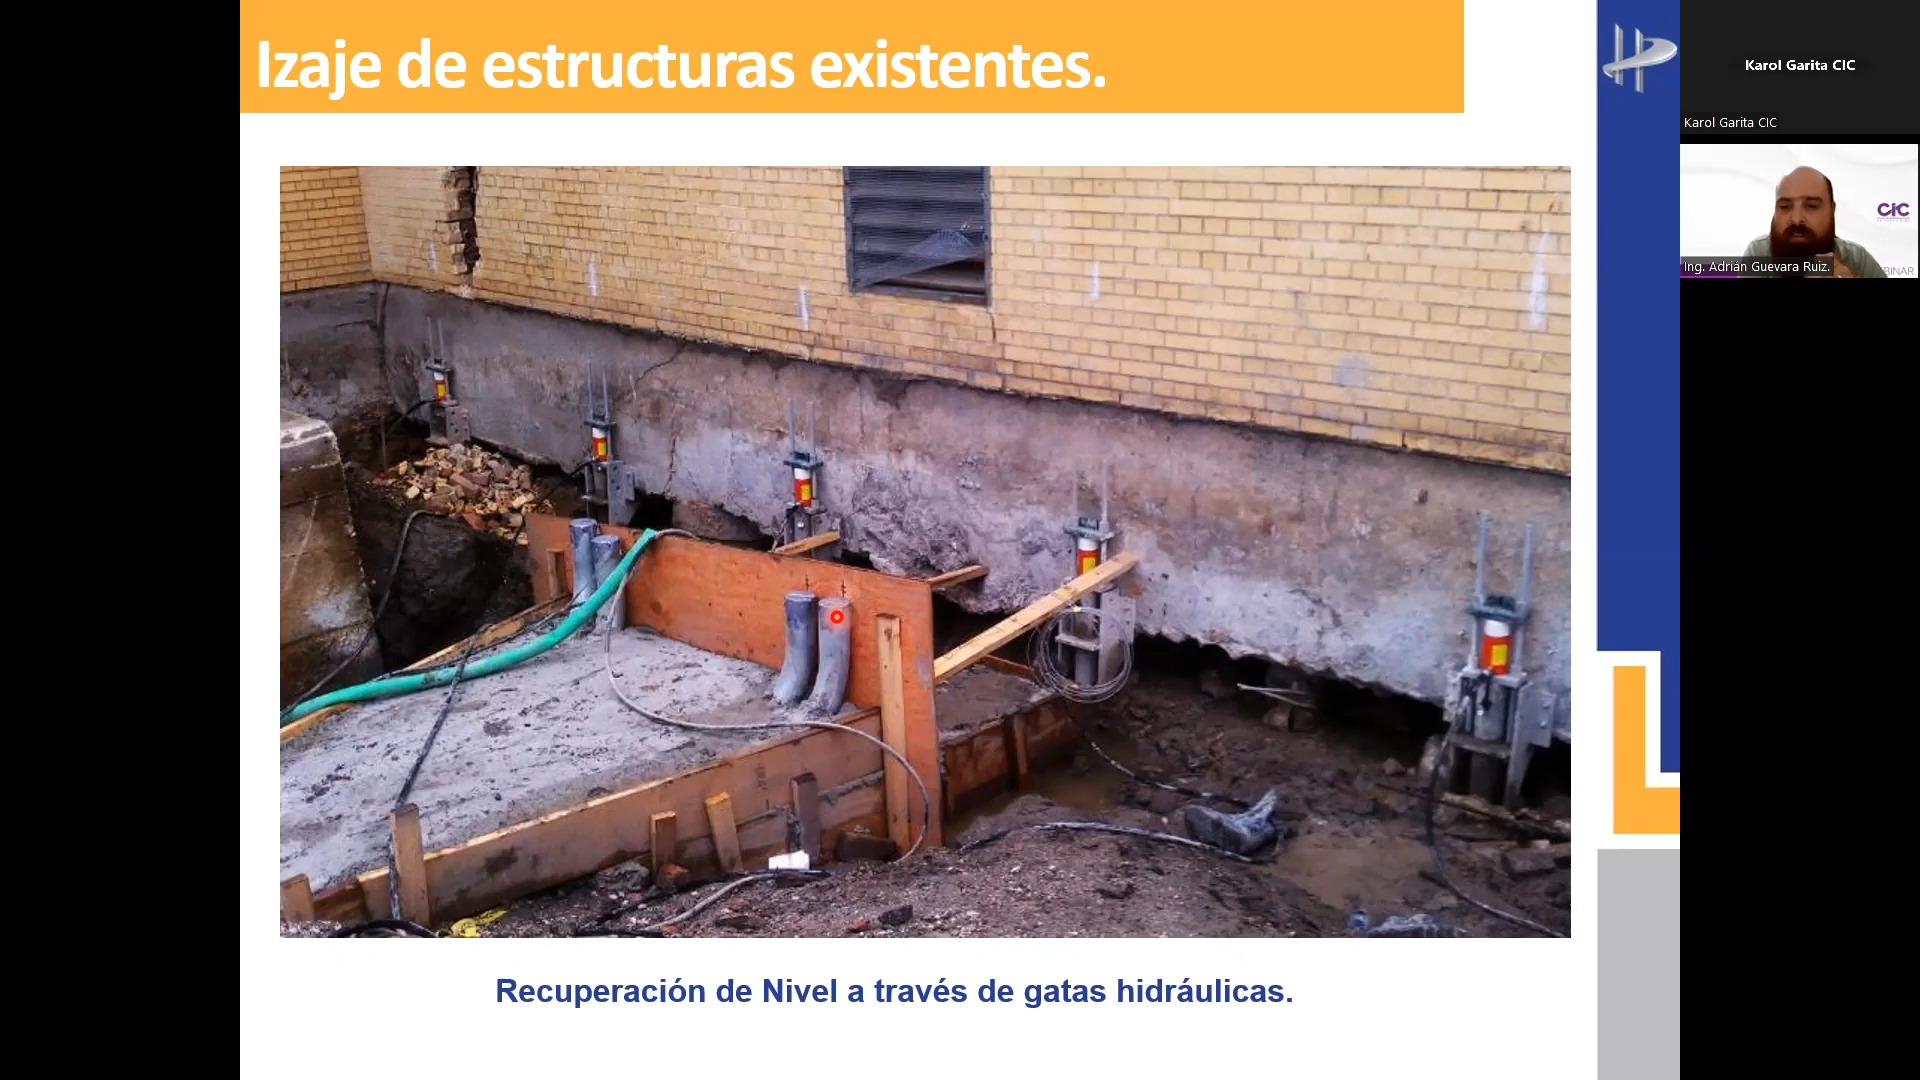 Izaje de estructuras existentes.
Karol Garita CIC
Karol Garita CIC
CIC
Ing. Adrián Guevara Ruiz.
BINAR
Recuperación de Nivel a través de gatas hidráulicas.